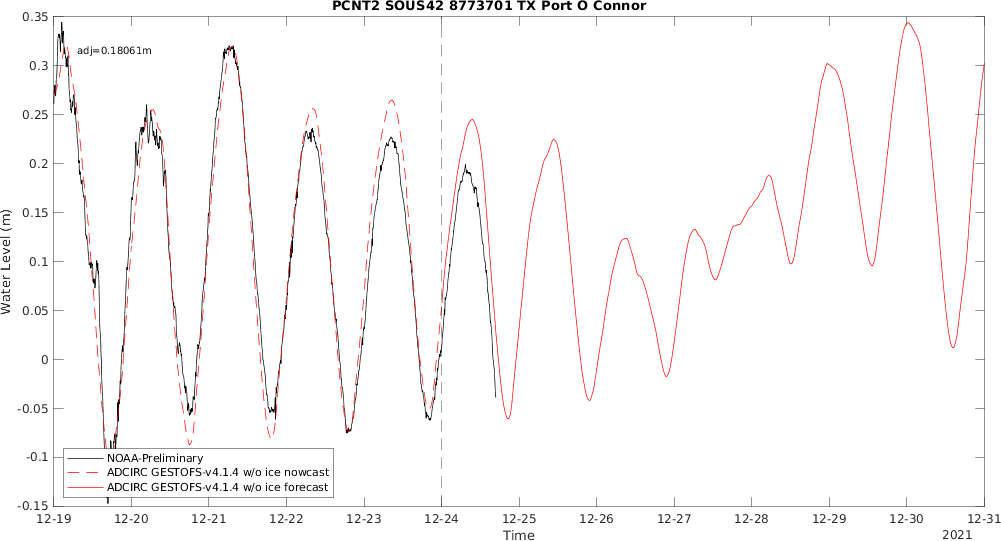 PCNT2 SOUS42 8773701 TX Port O Connor
adj=0.18061m
Water Level (m)
0.35
0.3
0.25
0.2
0.15
0.1
0.05
0
-0.05
-0.1
-0.15
NOAA-Preliminary
ADCIRC GESTOFS-v4.1.4 w/o ice nowcast
ADCIRC GESTOFS-v4.1.4 w/o ice forecast
12-19 12-20 12-21 12-22 12-23 12-24 12-25 12-26 12-27 12-28 12-29 12-30 12-31
Time
2021